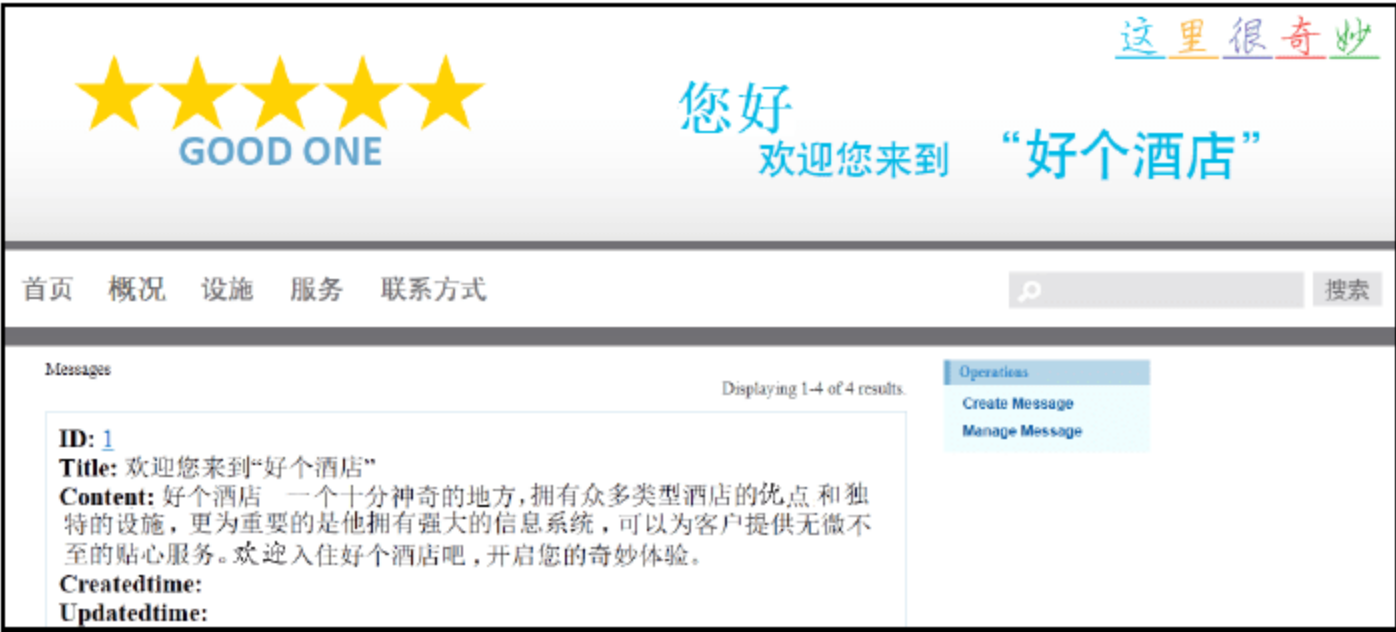 这里很奇妙
GOOD ONE
您好
欢迎您来到 “好个酒店”
首页 概况 设施 服务 联系方式 搜索
Messages
Displaying 1-4 of 4 results.
Operations
Create Message
Manage Message
ID: 1
Title: 欢迎您来到“好个酒店”
Content: 好个酒店 一个十分神奇的地方,拥有众多类型酒店的优点 和独
特的设施，更为重要的是他拥有强大的信息系统，可以为客户提供无微不
至的贴心服务。欢迎入住好个酒店吧，开启您的奇妙体验。
Createdtime:
Updatedtime: